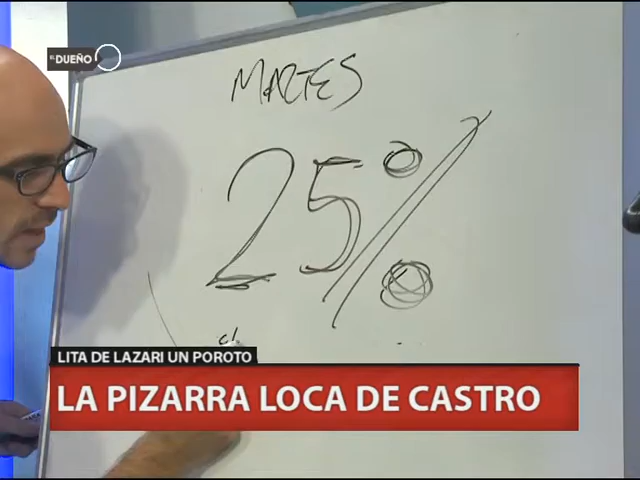 EL DUEÑO
MARTES
25%
c/
LITA DE LAZARI UN POROTO
LA PIZARRA LOCA DE CASTRO